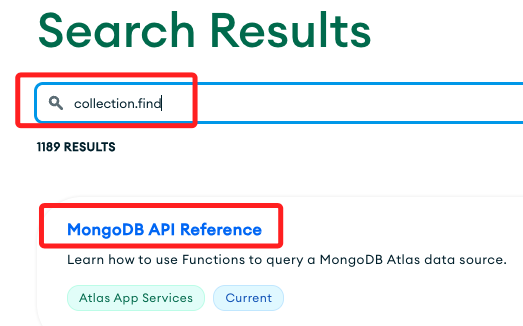 Search Results
collection.find
1189 RESULTS
MongoDB API Reference
Learn how to use Functions to query a MongoDB Atlas data source.
Atlas App Services Current